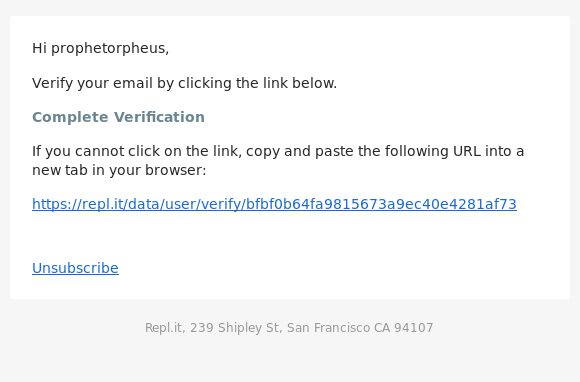 Hi prophetorpheus,
Verify your email by clicking the link below.
Complete Verification
If you cannot click on the link, copy and paste the following URL into a
new tab in your browser:
https://repl.it/data/user/verify/bfbf0b64fa9815673a9ec40e4281af73
Unsubscribe
Repl.it, 239 Shipley St, San Francisco CA 94107